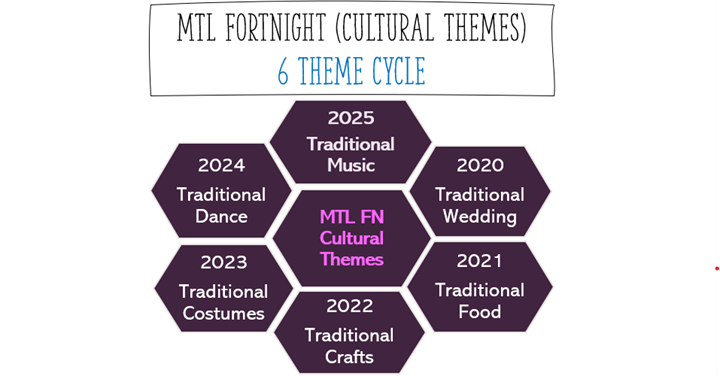 MTL FORTNIGHT (CULTURAL THEMES)
6 THEME CYCLE
2025
Traditional
Music
2024
Traditional
Dance
2020
Traditional
Wedding
MTL FN
Cultural
Themes
2023
Traditional
Costumes
2021
Traditional
Food
2022
Traditional
Crafts